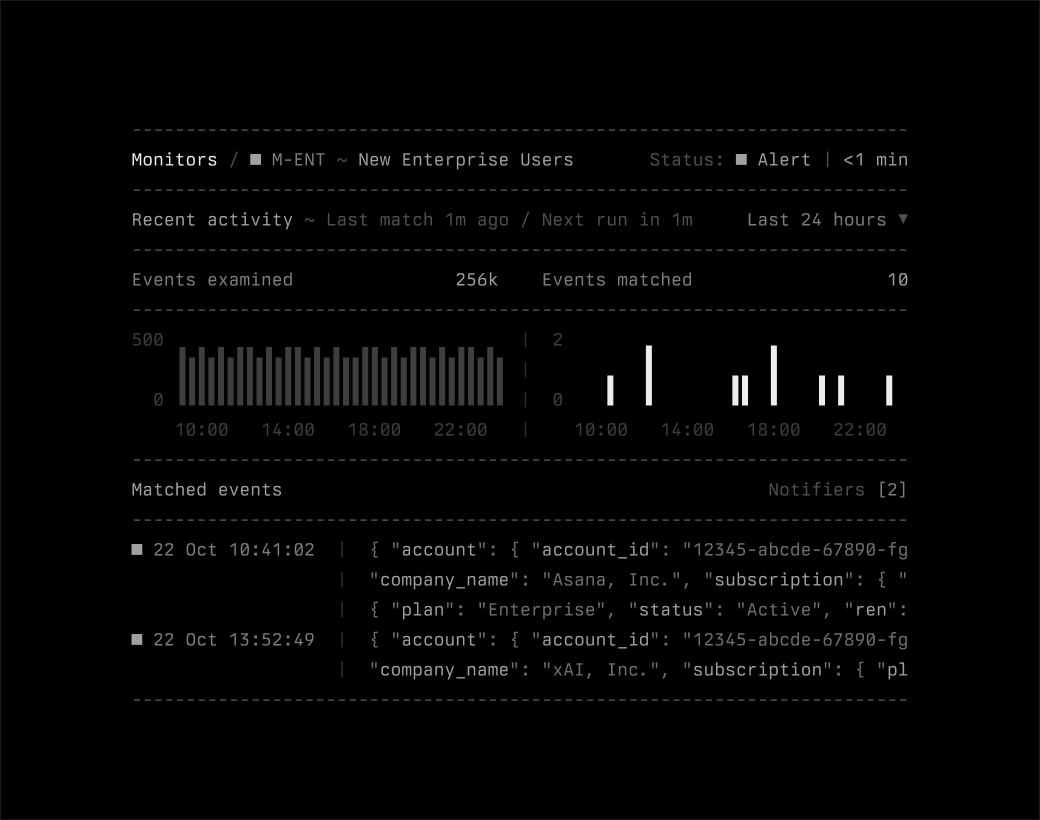 Monitors / ■ M-ENT ~ New Enterprise Users Status: ■ Alert | <1 min
Recent activity ~ Last match 1m ago / Next run in 1m Last 24 hours ▼
Events examined 256k Events matched 10
500 2
0 0
10:00 14:00 18:00 22:00 | 10:00 14:00 18:00 22:00
Matched events Notifiers [2]
■ 22 Oct 10:41:02 | { "account": { "account_id": "12345-abcde-67890-fg
| "company_name": "Asana, Inc.", "subscription": { "
| { "plan": "Enterprise", "status": "Active", "ren":
■ 22 Oct 13:52:49 | { "account": { "account_id": "12345-abcde-67890-fg
| "company_name": "xAI, Inc.", "subscription": { "pl